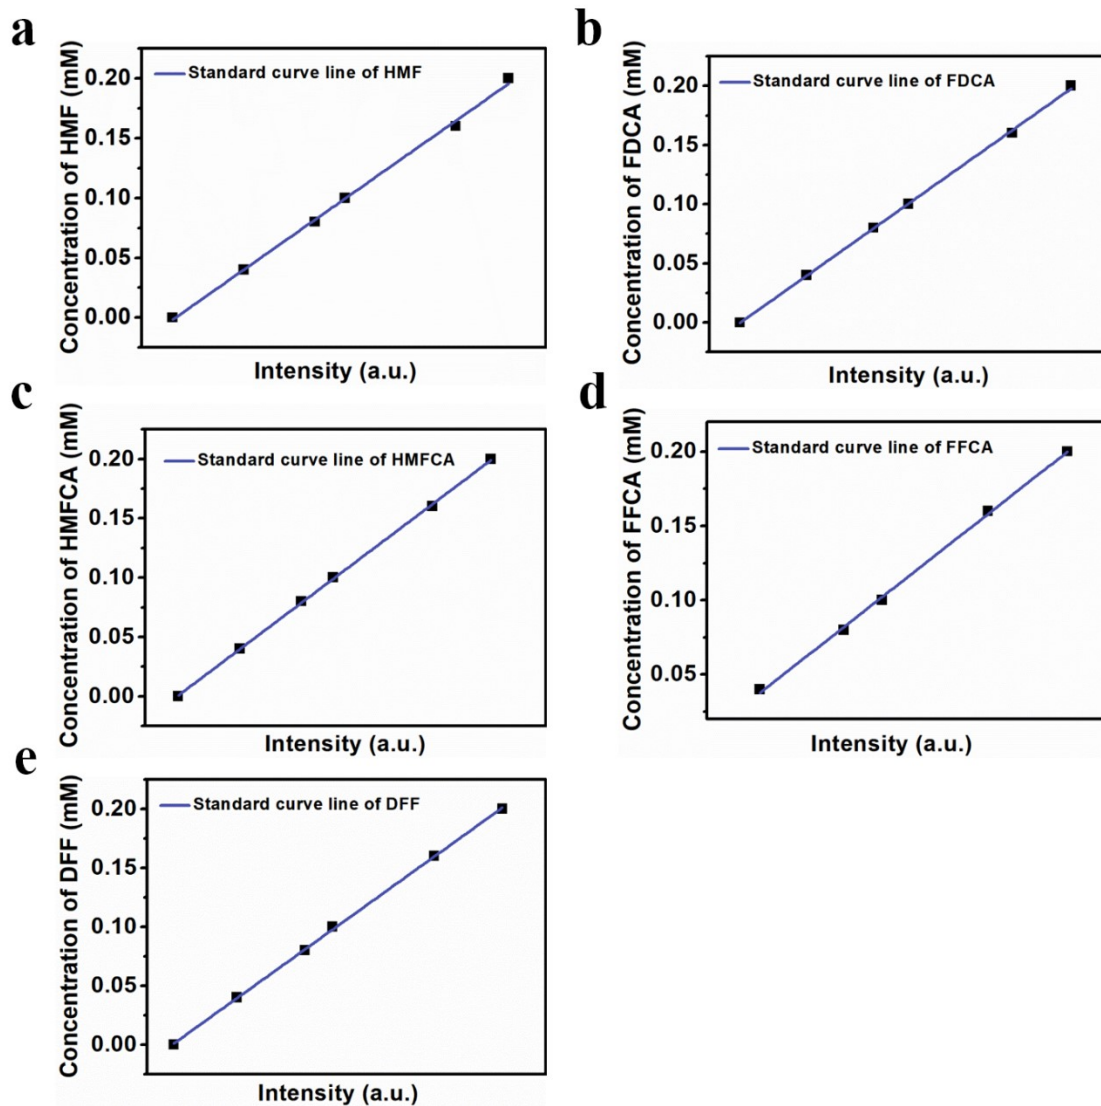 a
Concentration of HMF (mM)
0.20
0.15
0.10
0.05
0.00
Standard curve line of HMF
Intensity (a.u.)
b
Concentration of FDCA (mM)
0.20
0.15
0.10
0.05
0.00
Standard curve line of FDCA
Intensity (a.u.)
c
Concentration of HMFCA (mM)
0.20
0.15
0.10
0.05
0.00
Standard curve line of HMFCA
Intensity (a.u.)
d
Concentration of FFCA (mM)
0.20
0.15
0.10
0.05
Standard curve line of FFCA
Intensity (a.u.)
e
Concentration of DFF (mM)
0.20
0.15
0.10
0.05
0.00
Standard curve line of DFF
Intensity (a.u.)